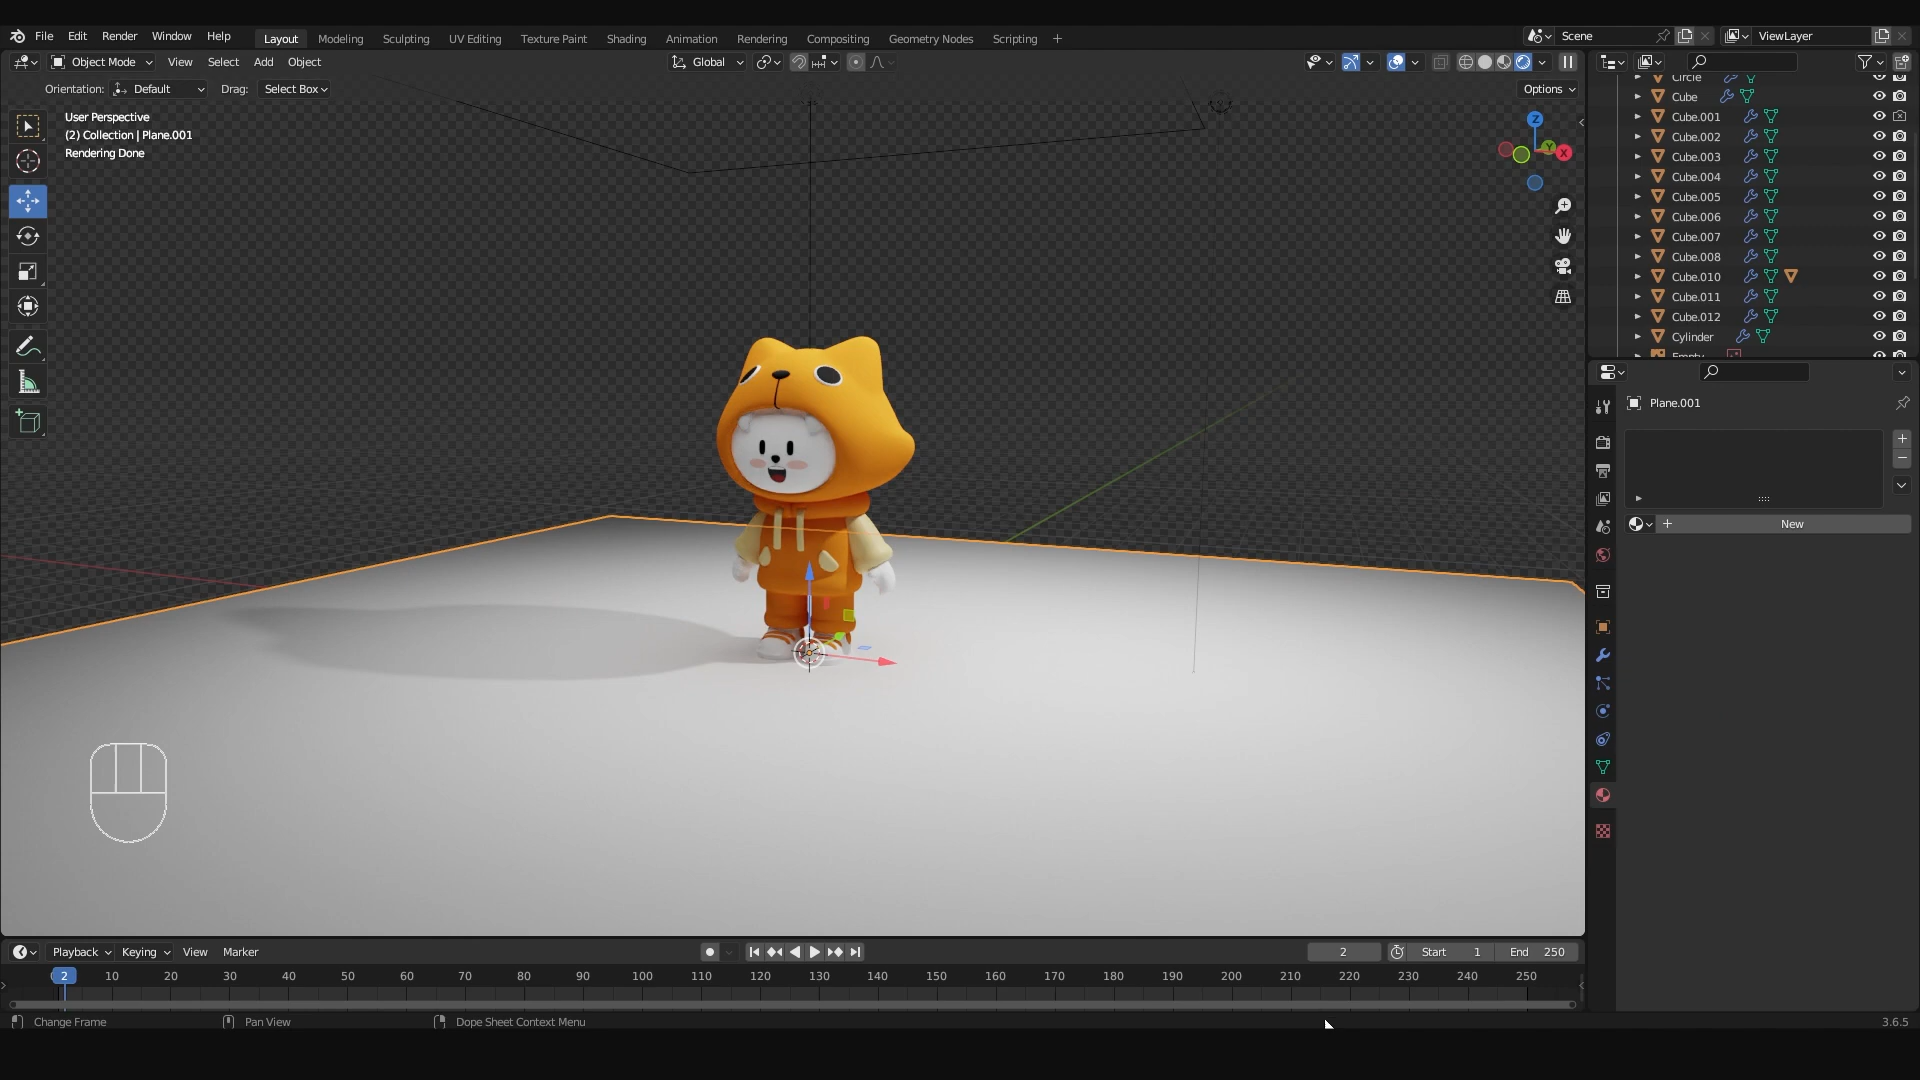 File Edit Render Window Help Layout Modeling Sculpting UV Editing Texture Paint Shading Animation Rendering Compositing Geometry Nodes Scripting + Scene ViewLayer
Object Mode View Select Add Object Global
Orientation: Default Drag: Select Box Options
User Perspective
(2) Collection | Plane.001
Rendering Done
Z
Y
X
Circle
Cube
Cube.001
Cube.002
Cube.003
Cube.004
Cube.005
Cube.006
Cube.007
Cube.008
Cube.010
Cube.011
Cube.012
Cylinder
Empty
Plane.001
New
Playback Keying View Marker 2 Start 1 End 250
2 10 20 30 40 50 60 70 80 90 100 110 120 130 140 150 160 170 180 190 200 210 220 230 240 250
Change Frame Pan View Dope Sheet Context Menu 3.6.5